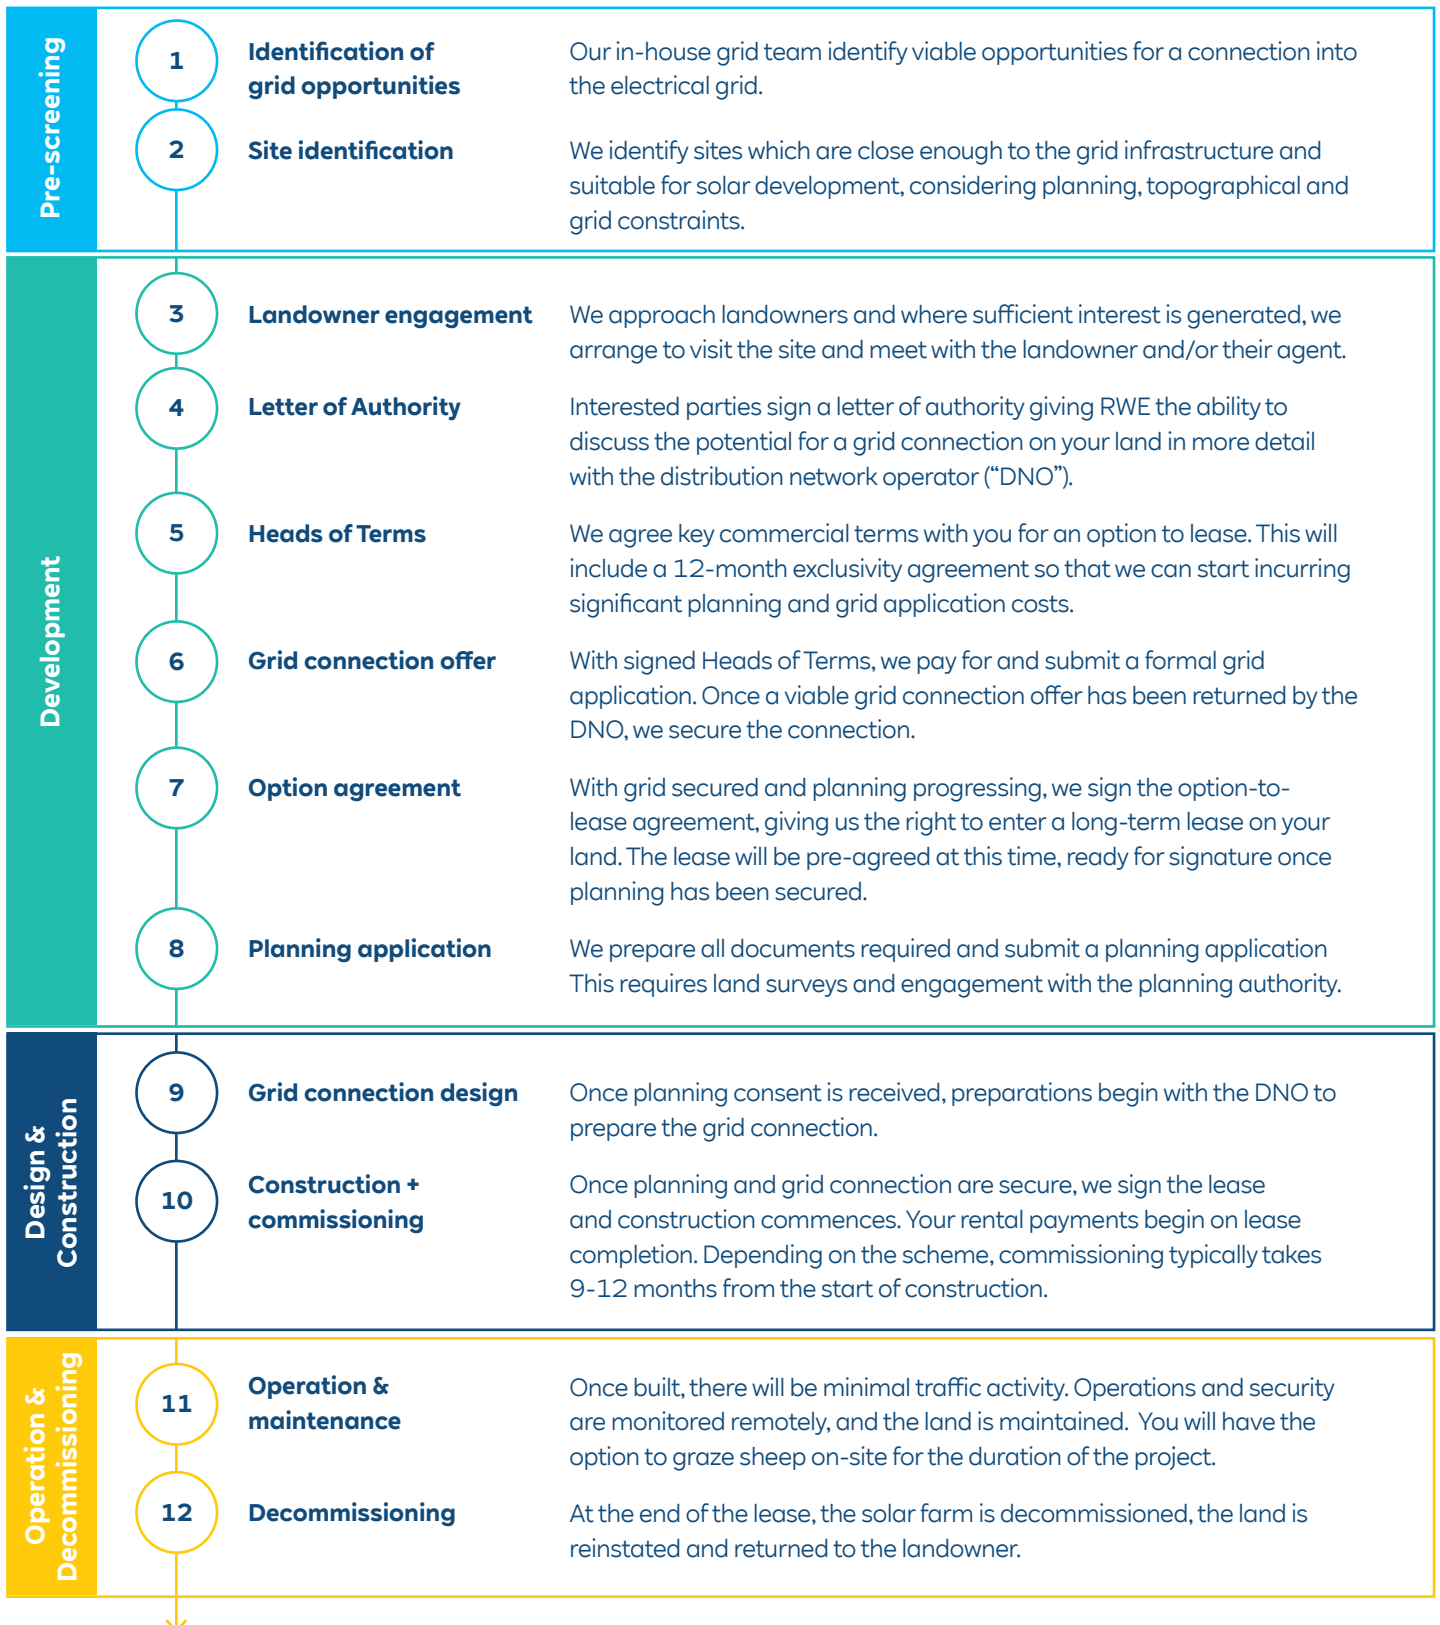 Pre-screening
1
Identification of
grid opportunities
Our in-house grid team identify viable opportunities for a connection into
the electrical grid.
2
Site identification
We identify sites which are close enough to the grid infrastructure and
suitable for solar development, considering planning, topographical and
grid constraints.
Development
3
Landowner engagement
We approach landowners and where sufficient interest is generated, we
arrange to visit the site and meet with the landowner and/or their agent.
4
Letter of Authority
Interested parties sign a letter of authority giving RWE the ability to
discuss the potential for a grid connection on your land in more detail
with the distribution network operator (“DNO”).
5
Heads of Terms
We agree key commercial terms with you for an option to lease. This will
include a 12-month exclusivity agreement so that we can start incurring
significant planning and grid application costs.
6
Grid connection offer
With signed Heads of Terms, we pay for and submit a formal grid
application. Once a viable grid connection offer has been returned by the
DNO, we secure the connection.
7
Option agreement
With grid secured and planning progressing, we sign the option-to-
lease agreement, giving us the right to enter a long-term lease on your
land. The lease will be pre-agreed at this time, ready for signature once
planning has been secured.
8
Planning application
We prepare all documents required and submit a planning application
This requires land surveys and engagement with the planning authority.
Design &
Construction
9
Grid connection design
Once planning consent is received, preparations begin with the DNO to
prepare the grid connection.
10
Construction +
commissioning
Once planning and grid connection are secure, we sign the lease
and construction commences. Your rental payments begin on lease
completion. Depending on the scheme, commissioning typically takes
9-12 months from the start of construction.
Operation &
Decommissioning
11
Operation &
maintenance
Once built, there will be minimal traffic activity. Operations and security
are monitored remotely, and the land is maintained.  You will have the
option to graze sheep on-site for the duration of the project.
12
Decommissioning
At the end of the lease, the solar farm is decommissioned, the land is
reinstated and returned to the landowner.